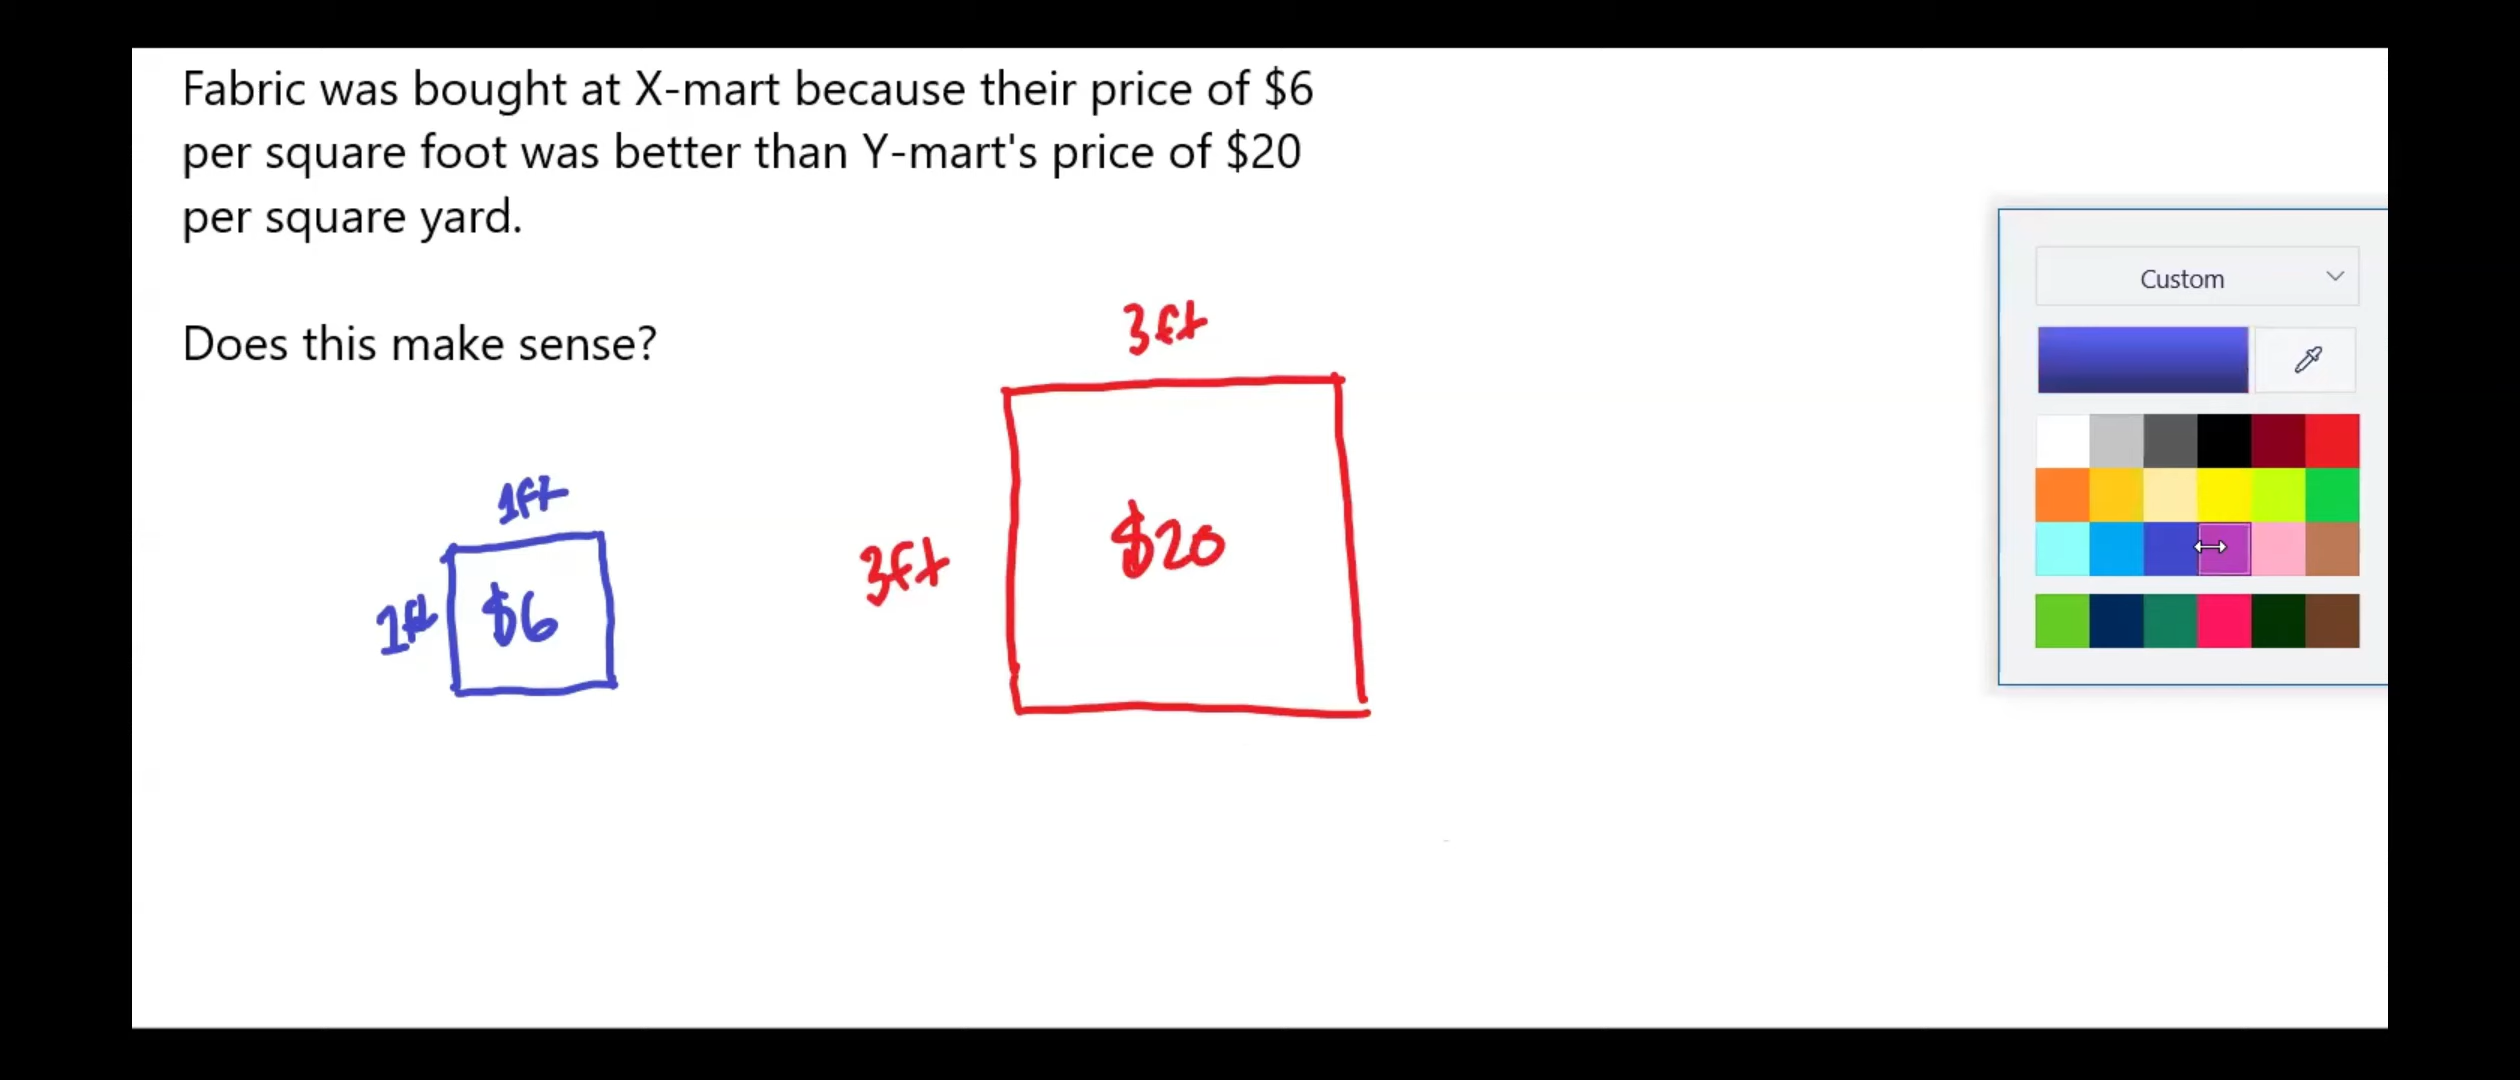 Fabric was bought at X-mart because their price of $6
per square foot was better than Y-mart's price of $20
per square yard.
Does this make sense?
1ft
1ft
$6
3ft
3ft
$20
Custom